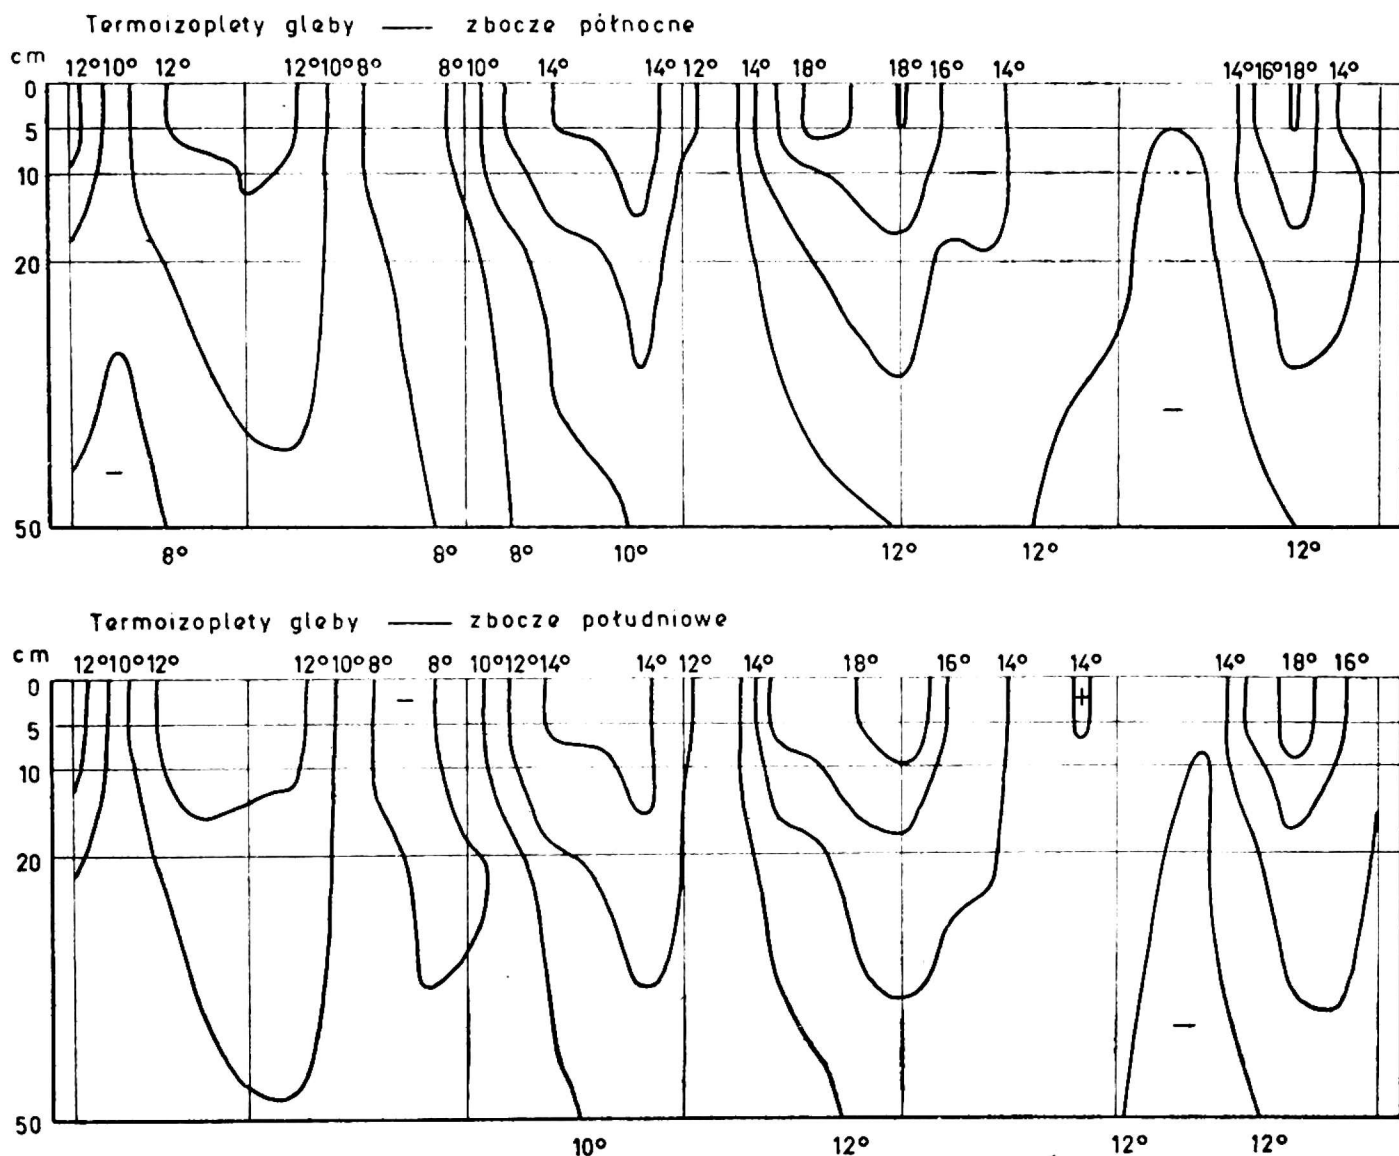 Termoizoplety gleby — zbocze północne
cm 12° 10° 12° 12° 10° 8° 8° 10° 14° 14° 12° 14° 18° 18° 16° 14° 14° 16° 18° 14°
0
5
10
20
—
—
50
8° 8° 8° 10° 12° 12° 12°
Termoizoplety gleby — zbocze południowe
cm 12° 10° 12° 12° 10° 8° 8° 10° 12° 14° 14° 12° 14° 18° 16° 14° 14° 14° 18° 16°
0
— +
5
10
20
—
50
10° 12° 12° 12°